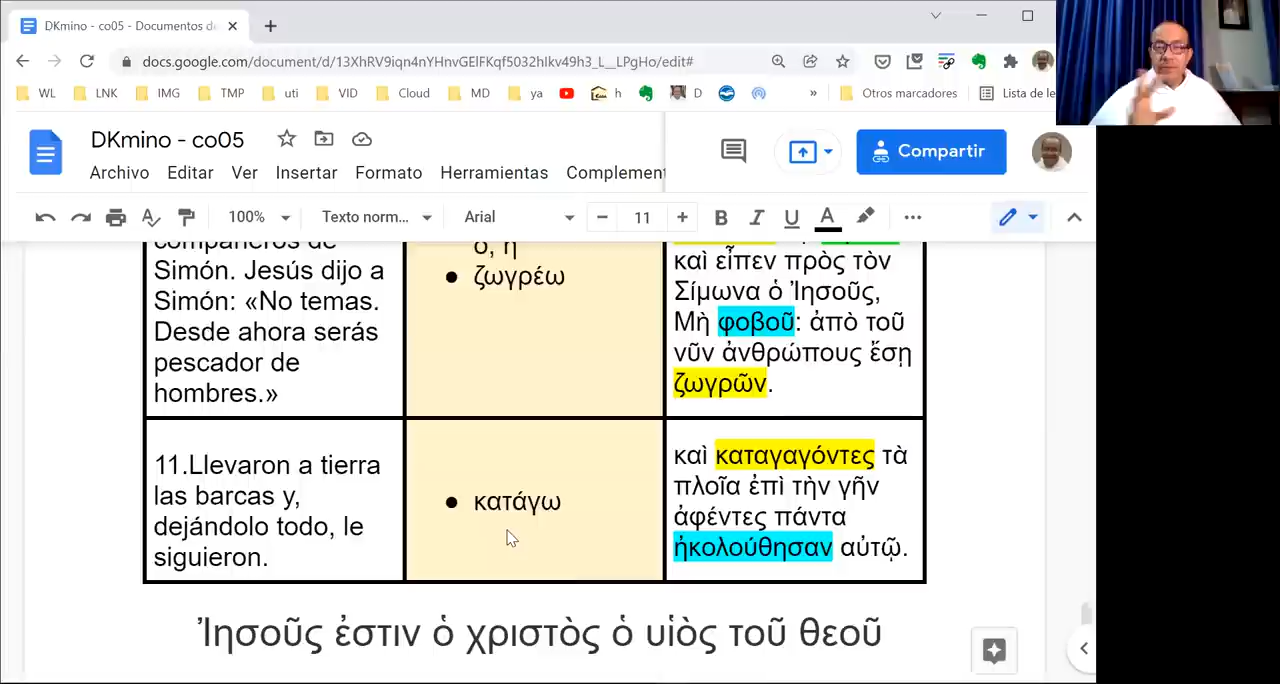 DKmino - co05 - Documentos de
docs.google.com/document/d/13XhRV9iqn4nYHnvGElFKqf5032hIkv49h3_L__LPgHo/edit#
WL LNK IMG TMP uti VID Cloud MD ya h D » Otros marcadores Lista de le
DKmino - co05
Compartir
Archivo Editar Ver Insertar Formato Herramientas Complement
100% Texto norm... Arial 11 B I U A
compañeros de
Simón. Jesús dijo a
Simón: «No temas.
Desde ahora serás
pescador de
hombres.»
ὁ, ἡ
ζωγρέω
καὶ εἶπεν πρὸς τὸν
Σίμωνα ὁ Ἰησοῦς,
Μὴ φοβοῦ: ἀπὸ τοῦ
νῦν ἀνθρώπους ἔσῃ
ζωγρῶν.
11.Llevaron a tierra
las barcas y,
dejándolo todo, le
siguieron.
κατάγω
καὶ καταγαγόντες τὰ
πλοῖα ἐπὶ τὴν γῆν
ἀφέντες πάντα
ἠκολούθησαν αὐτῷ.
Ἰησοῦς ἐστιν ὁ χριστὸς ὁ υἱὸς τοῦ θεοῦ